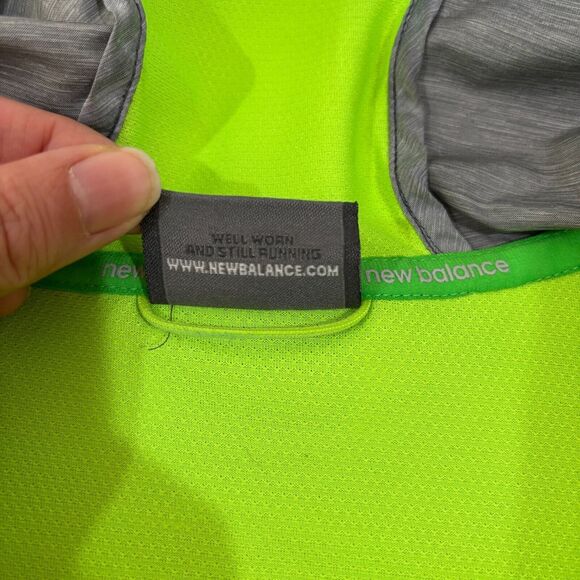 WELL WORN
AND STILL RUNNING
WWW.NEWBALANCE.COM
new
new balance